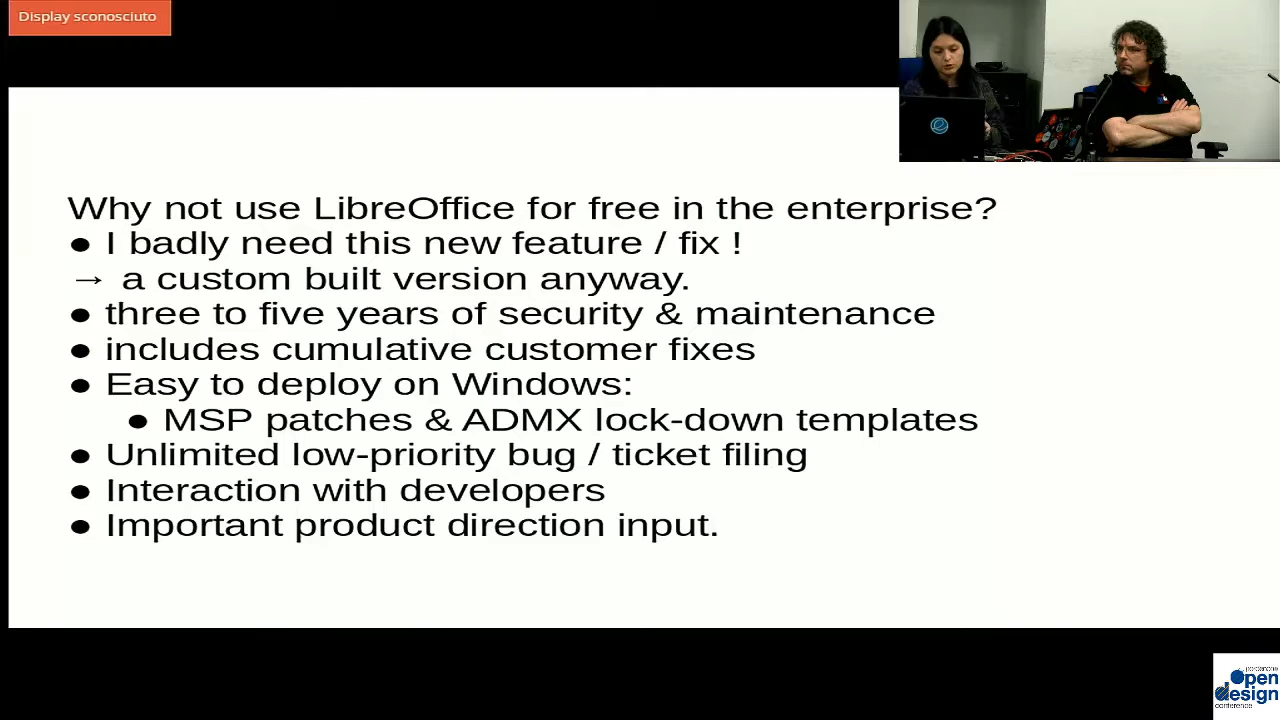 Display sconosciuto
Why not use LibreOffice for free in the enterprise?
● I badly need this new feature / fix !
→ a custom built version anyway.
● three to five years of security & maintenance
● includes cumulative customer fixes
● Easy to deploy on Windows:
● MSP patches & ADMX lock-down templates
● Unlimited low-priority bug / ticket filing
● Interaction with developers
● Important product direction input.
pordenone
open
design
conference